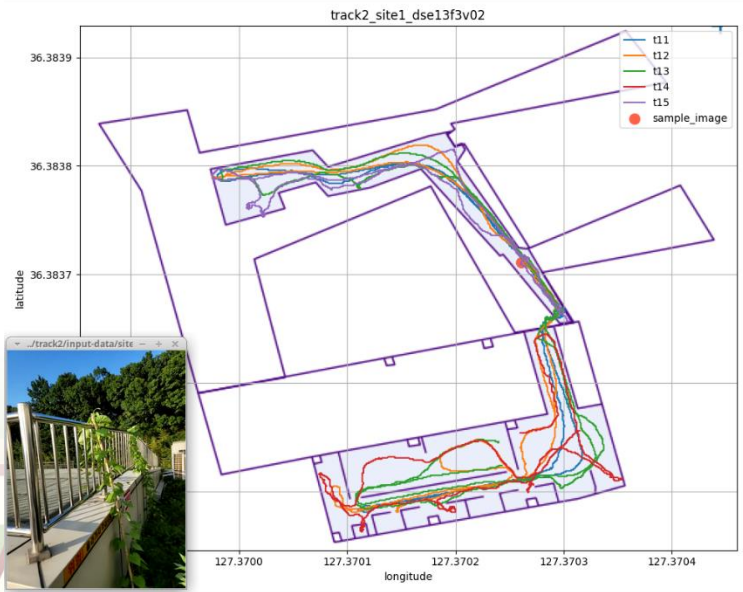 track2_site1_dse13f3v02
36.3839
36.3838
36.3837
latitude
t11
t12
t13
t14
t15
sample_image
../track2/input-data/site
127.3700
127.3701
127.3702
127.3703
127.3704
longitude